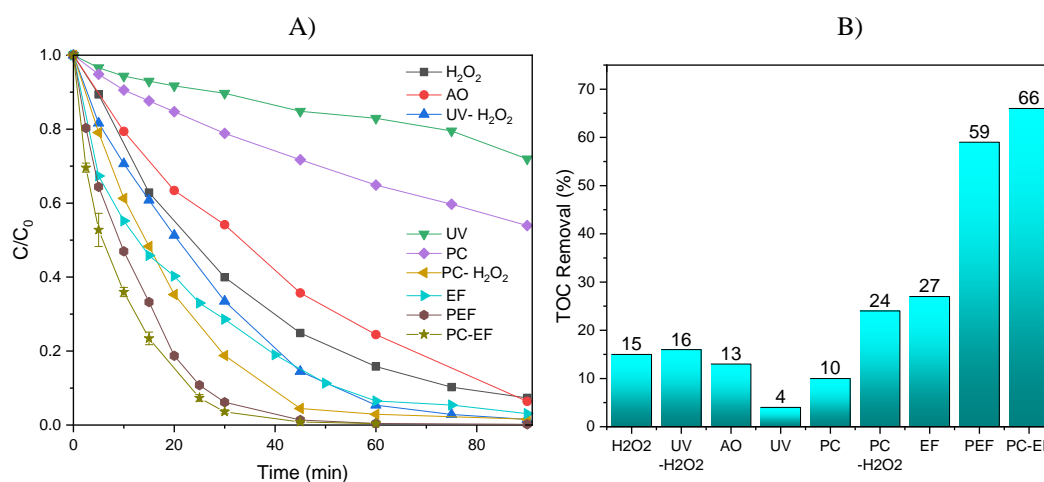 A)
B)
C/C₀
1.0
0.8
0.6
0.4
0.2
0.0
0
20
40
60
80
Time (min)
H₂O₂
AO
UV- H₂O₂
UV
PC
PC- H₂O₂
EF
PEF
PC-EF
TOC Removal (%)
70
60
50
40
30
20
10
0
15
16
13
4
10
24
27
59
66
H2O2
UV
-H2O2
AO
UV
PC
PC
-H2O2
EF
PEF
PC-EF